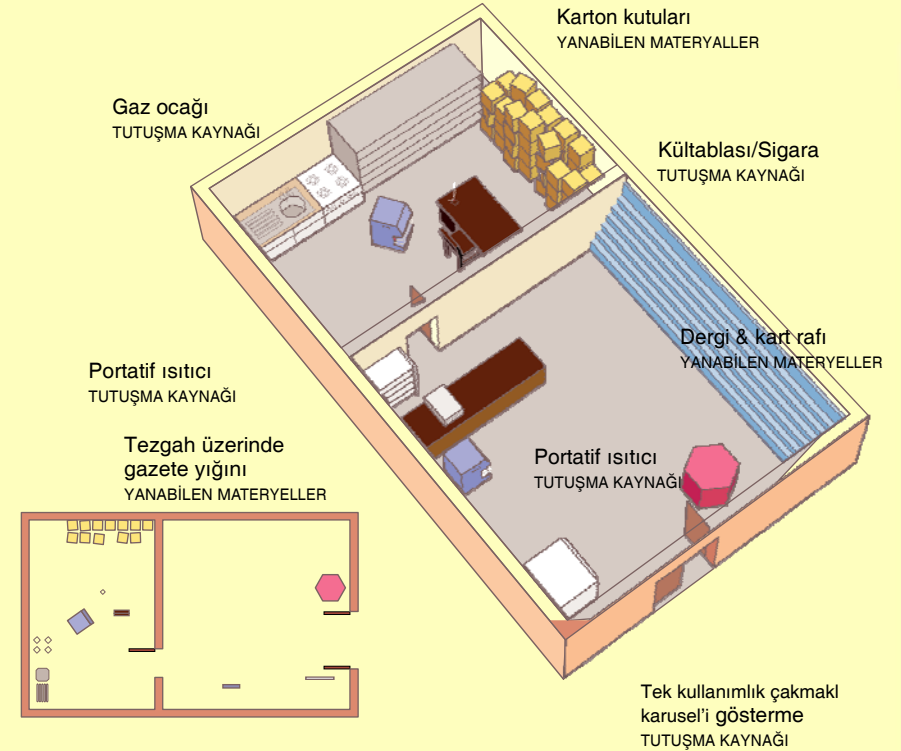 Karton kutuları
YANABİLEN MATERYALLER
Gaz ocağı
TUTUŞMA KAYNAĞI
Kültablası/Sigara
TUTUŞMA KAYNAĞI
Dergi & kart rafı
YANABİLEN MATERYELLER
Portatif ısıtıcı
TUTUŞMA KAYNAĞI
Tezgah üzerinde
gazete yığını
YANABİLEN MATERYELLER
Portatif ısıtıcı
TUTUŞMA KAYNAĞI
Tek kullanımlık çakmakl
karusel'i gösterme
TUTUŞMA KAYNAĞI